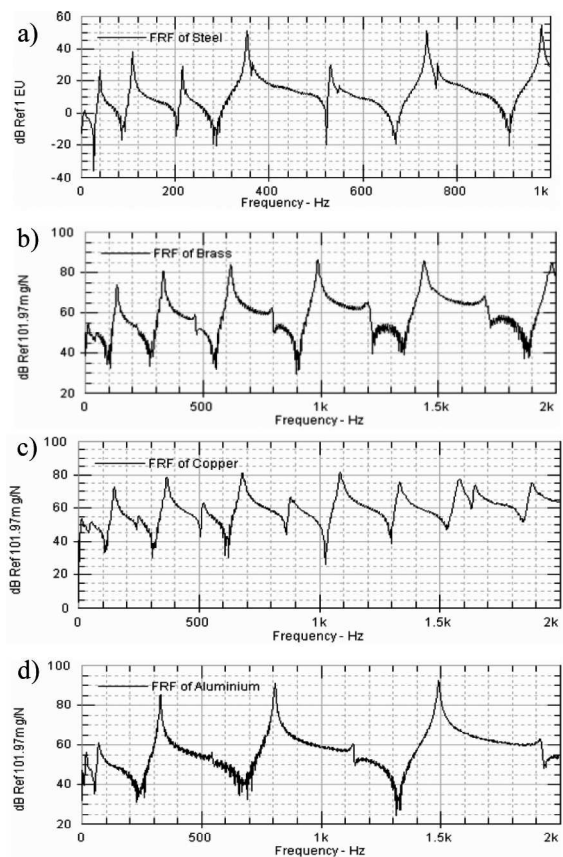 a)
60
FRF of Steel
40
20
0
-20
-40
dB Ref 1 EU
0 200 400 600 800 1k
Frequency - Hz
b)
100
FRF of Brass
80
60
40
20
dB Ref 101.97mg/N
0 500 1k 1.5k 2k
Frequency - Hz
c)
100
FRF of Copper
80
60
40
20
0
dB Ref 101.97mg/N
0 500 1k 1.5k 2k
Frequency - Hz
d)
100
FRF of Aluminium
80
60
40
20
dB Ref 101.97mg/N
0 500 1k 1.5k 2k
Frequency - Hz